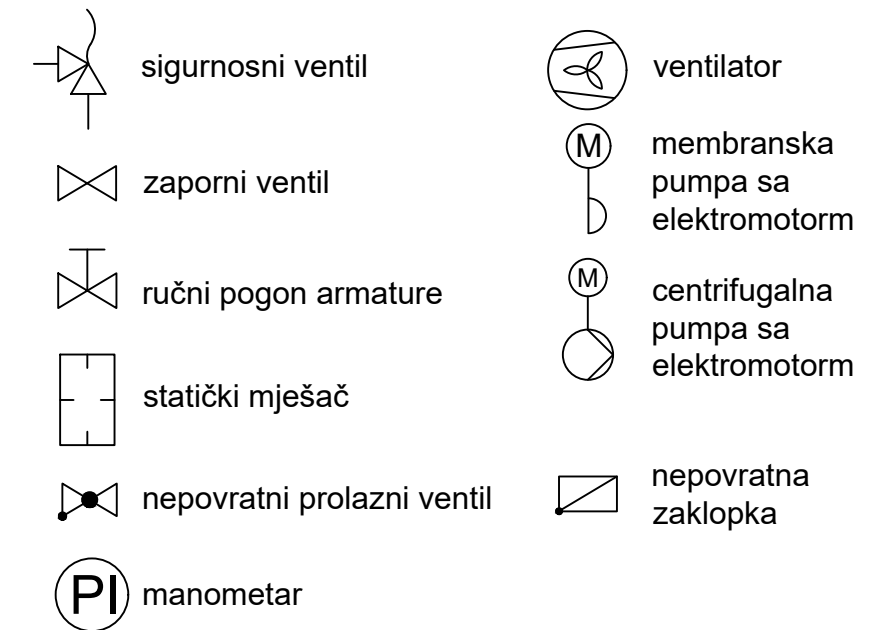 sigurnosni ventil
zaporni ventil
ručni pogon armature
statički mješač
nepovratni prolazni ventil
PI manometar
ventilator
M membranska
pumpa sa
elektromotorm
M centrifugalna
pumpa sa
elektromotorm
nepovratna
zaklopka